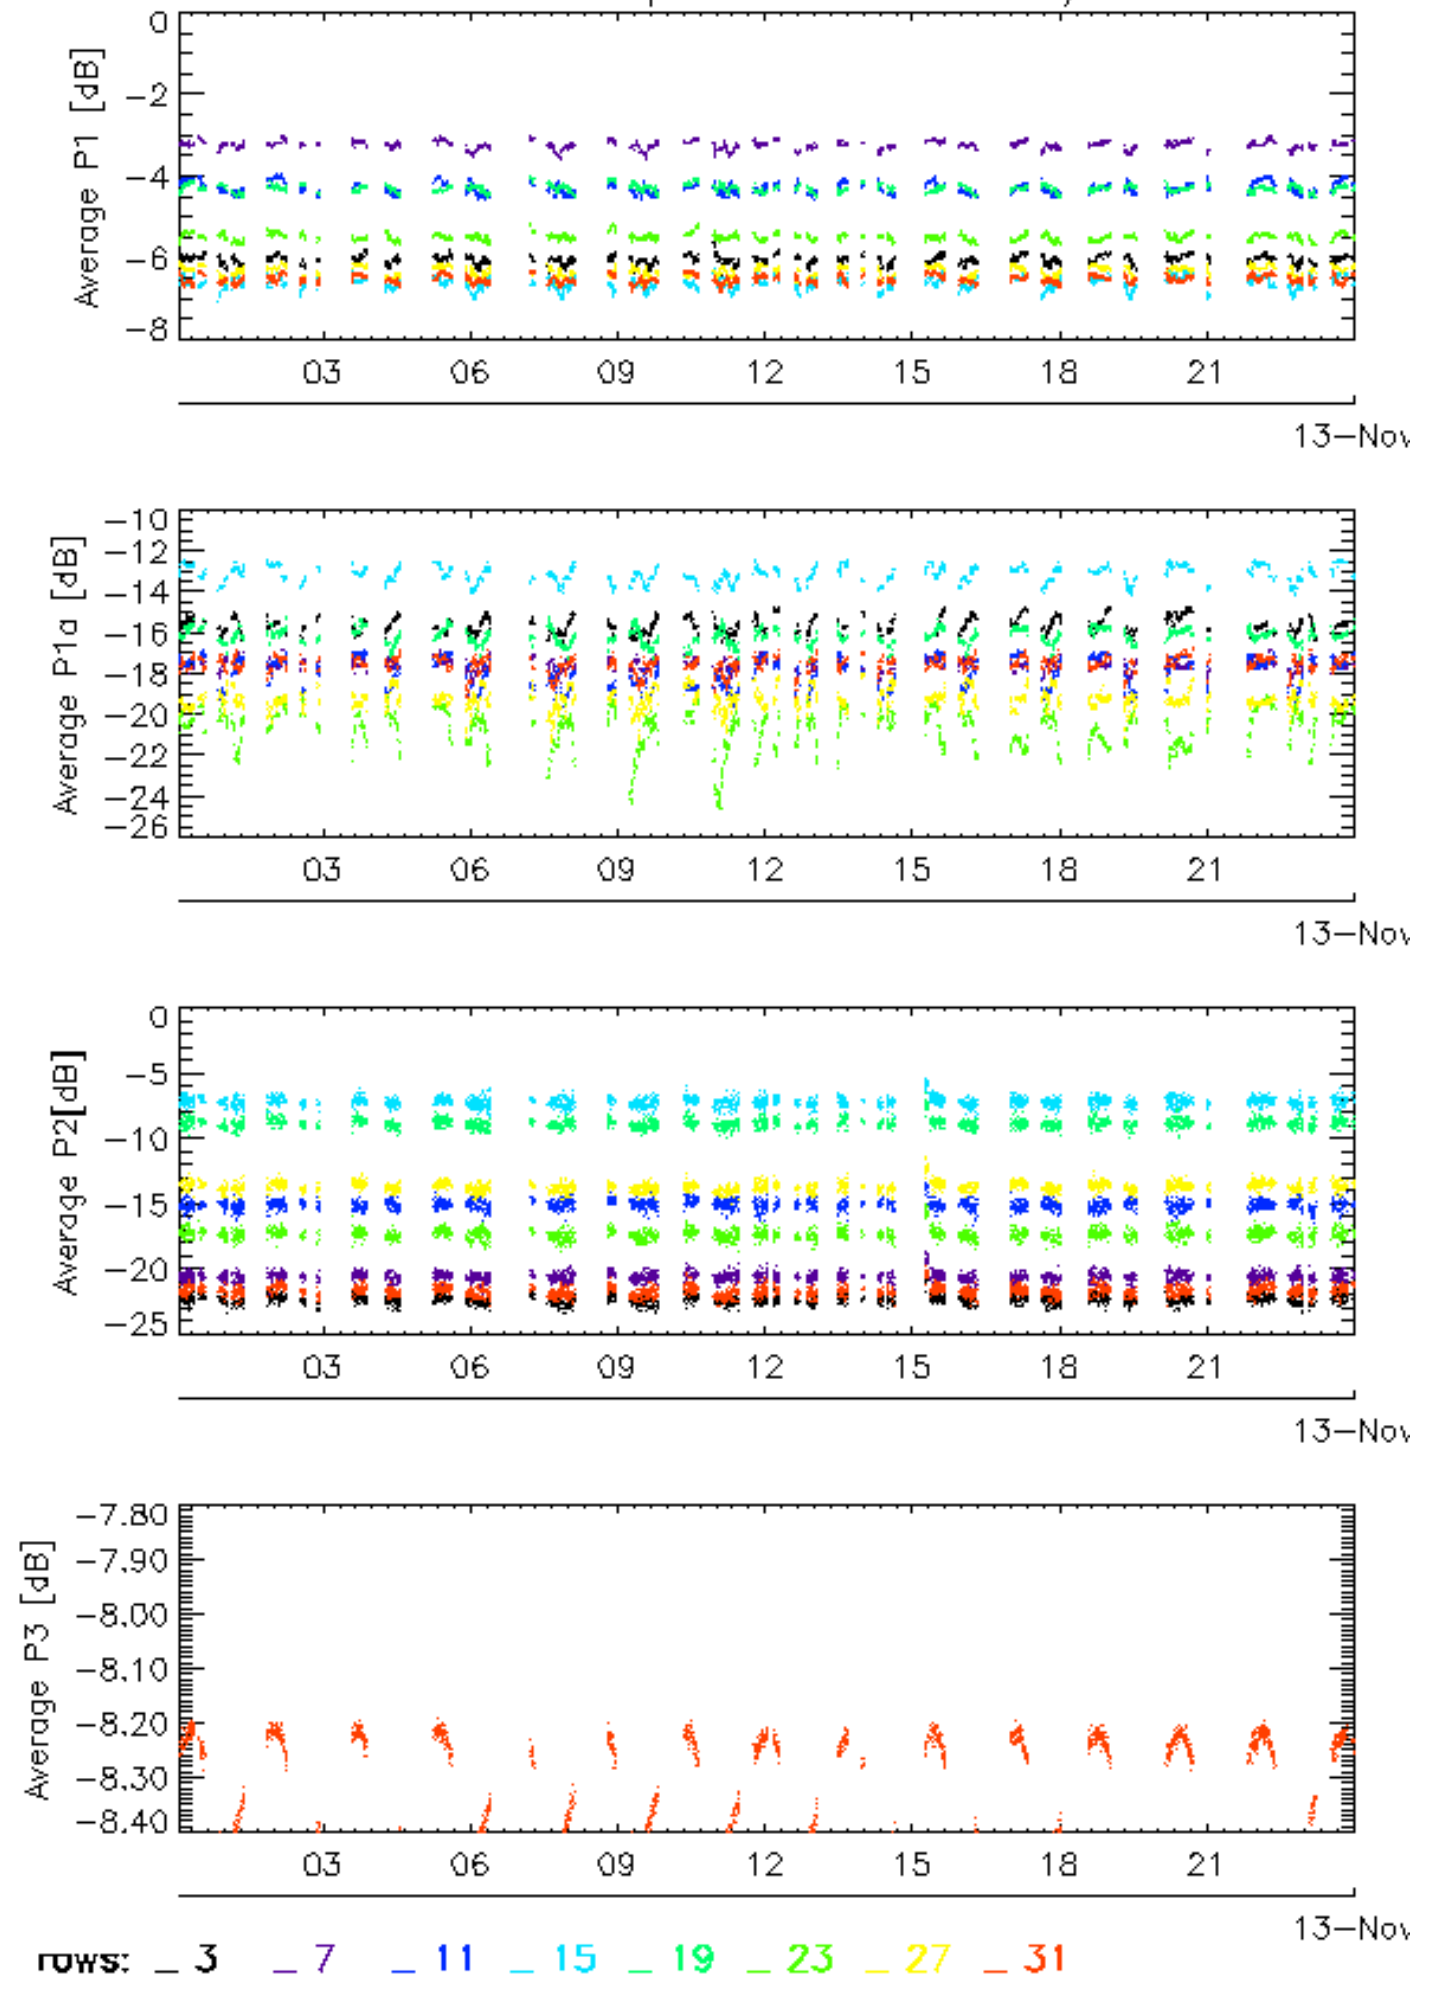 Average P1 [dB]
0
−2
−4
−6
−8
03 06 09 12 15 18 21
13−Nov
Average P1a [dB]
−10
−12
−14
−16
−18
−20
−22
−24
−26
03 06 09 12 15 18 21
13−Nov
Average P2[dB]
0
−5
−10
−15
−20
−25
03 06 09 12 15 18 21
13−Nov
Average P3 [dB]
−7.80
−7.90
−8.00
−8.10
−8.20
−8.30
−8.40
03 06 09 12 15 18 21
13−Nov
rows: _ 3 _ 7 _ 11 _ 15 _ 19 _ 23 _ 27 _ 31